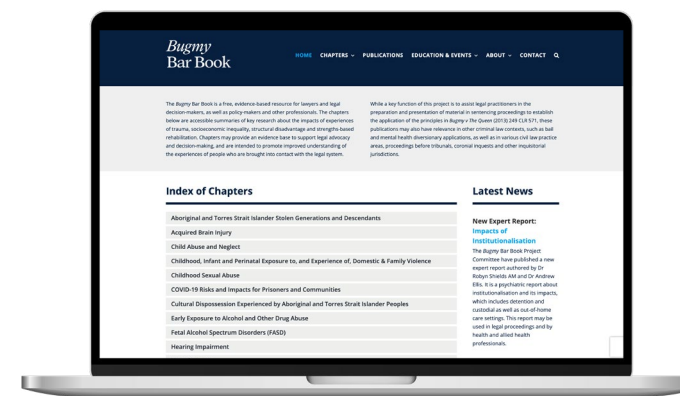 Bugmy
Bar Book
HOME CHAPTERS PUBLICATIONS EDUCATION & EVENTS ABOUT CONTACT
The Bugmy Bar Book is a free, evidence-based resource for lawyers and legal
decision-makers, as well as policy-makers and other professionals. The chapters
below are accessible summaries of key research about the impacts of experiences
of trauma, socioeconomic inequality, structural disadvantage and strengths-based
rehabilitation. Chapters may provide an evidence base to support legal advocacy
and decision-making, and are intended to promote improved understanding of
the experiences of people who are brought into contact with the legal system.
While a key function of this project is to assist legal practitioners in the
preparation and presentation of material in sentencing proceedings to establish
the application of the principles in Bugmy v The Queen (2013) 249 CLR 571, these
publications may also have relevance in other criminal law contexts, such as bail
and mental health diversionary applications, as well as in various civil law practice
areas, proceedings before tribunals, coronial inquests and other inquisitorial
jurisdictions.
Index of Chapters
Aboriginal and Torres Strait Islander Stolen Generations and Descendants
Acquired Brain Injury
Child Abuse and Neglect
Childhood, Infant and Perinatal Exposure to, and Experience of, Domestic & Family Violence
Childhood Sexual Abuse
COVID-19 Risks and Impacts for Prisoners and Communities
Cultural Dispossession Experienced by Aboriginal and Torres Strait Islander Peoples
Early Exposure to Alcohol and Other Drug Abuse
Fetal Alcohol Spectrum Disorders (FASD)
Hearing Impairment
Latest News
New Expert Report:
Impacts of
Institutionalisation
The Bugmy Bar Book Project
Committee have published a new
expert report authored by Dr
Robyn Shields AM and Dr Andrew
Ellis. It is a psychiatric report about
institutionalisation and its impacts,
which includes detention and
custodial as well as out-of-home
care settings. This report may be
used in legal proceedings and by
health and allied health
professionals.